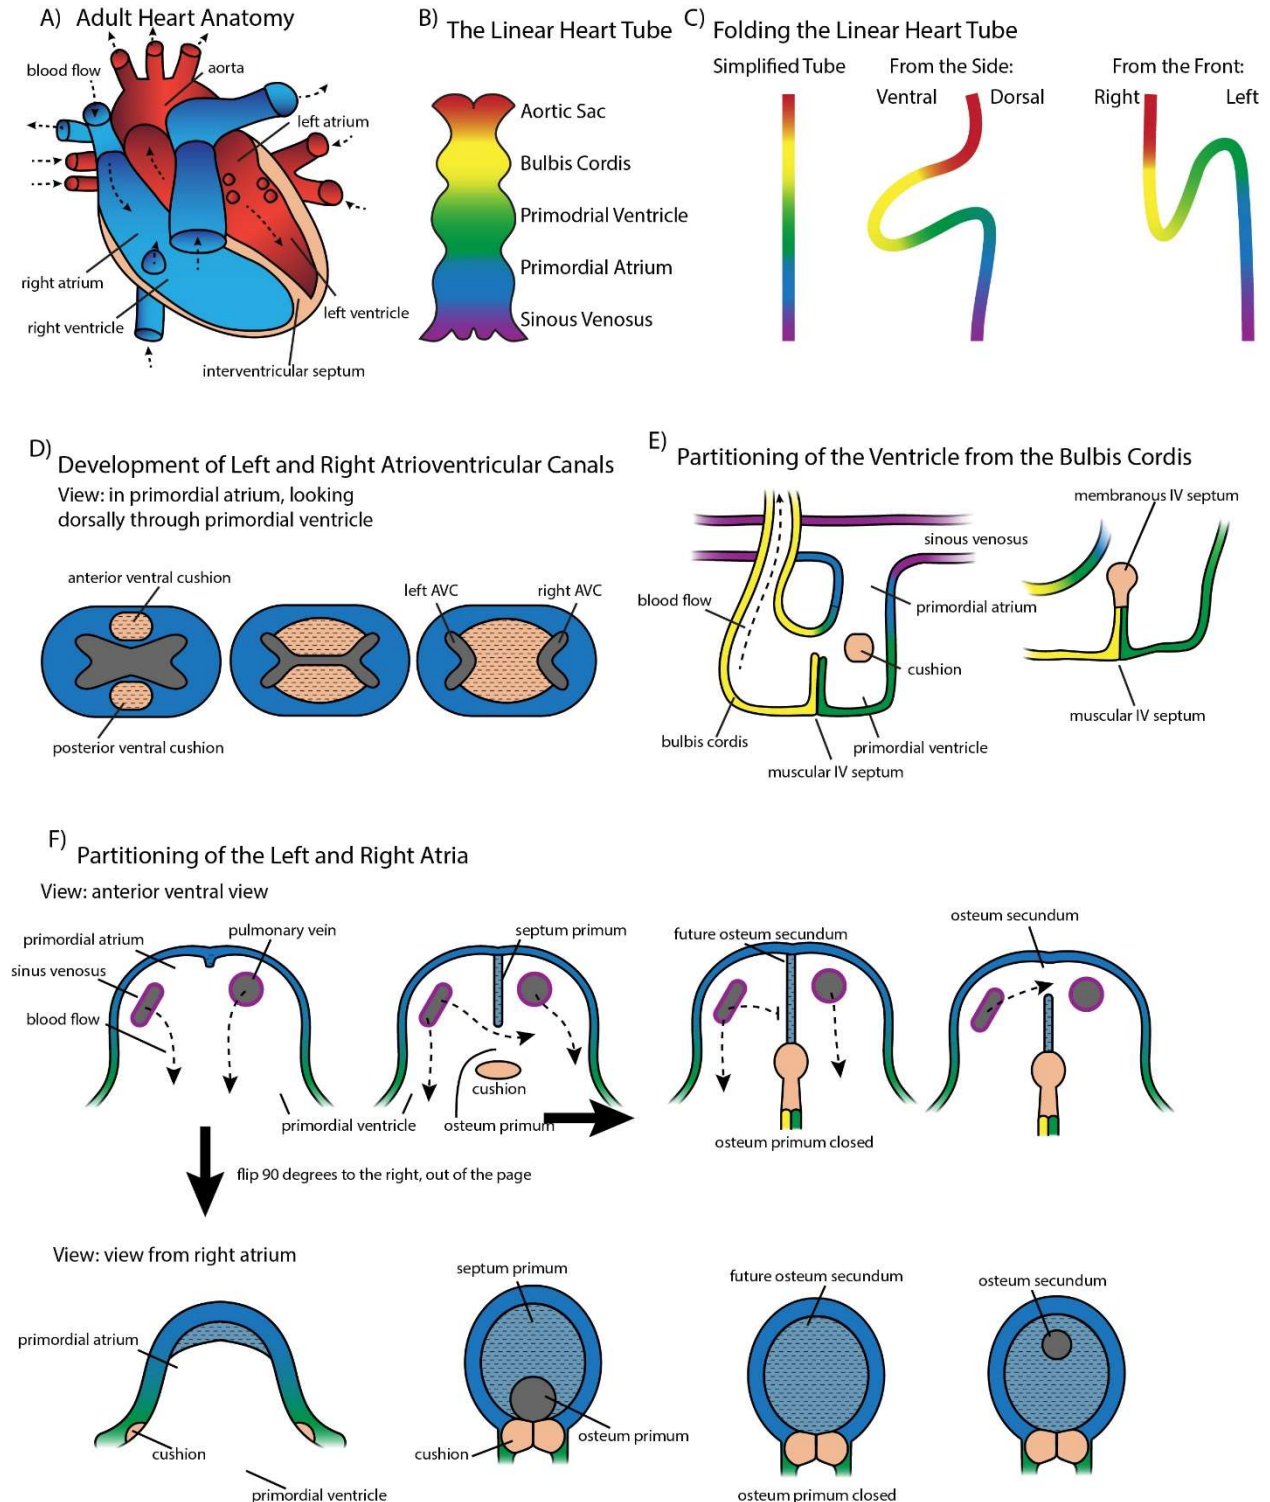 A) Adult Heart Anatomy
blood flow
aorta
left atrium
right atrium
right ventricle
left ventricle
interventricular septum
B) The Linear Heart Tube
Aortic Sac
Bulbis Cordis
Primodrial Ventricle
Primordial Atrium
Sinous Venosus
C) Folding the Linear Heart Tube
Simplified Tube
From the Side:
Ventral Dorsal
From the Front:
Right Left
D) Development of Left and Right Atrioventricular Canals
View: in primordial atrium, looking
dorsally through primordial ventricle
anterior ventral cushion
posterior ventral cushion
left AVC
right AVC
E) Partitioning of the Ventricle from the Bulbis Cordis
membranous IV septum
sinous venosus
blood flow
primordial atrium
cushion
bulbis cordis
primordial ventricle
muscular IV septum
muscular IV septum
F) Partitioning of the Left and Right Atria
View: anterior ventral view
primordial atrium
pulmonary vein
sinus venosus
blood flow
primordial ventricle
septum primum
cushion
osteum primum
future osteum secundum
osteum primum closed
osteum secundum
flip 90 degrees to the right, out of the page
View: view from right atrium
primordial atrium
cushion
primordial ventricle
septum primum
cushion
osteum primum
future osteum secundum
osteum primum closed
osteum secundum